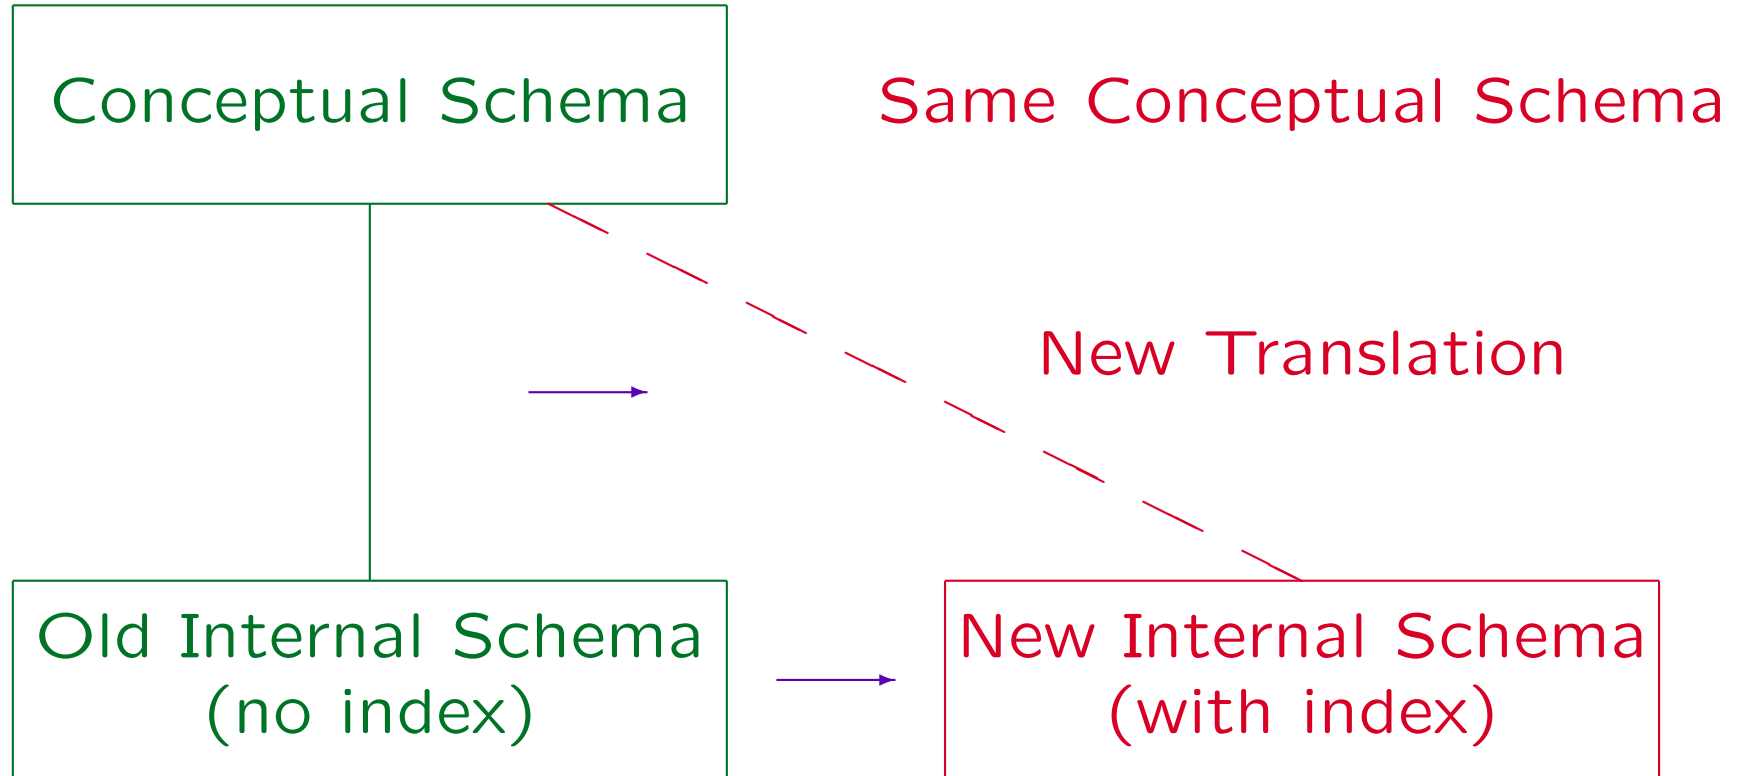 Conceptual Schema
Same Conceptual Schema
New Translation
Old Internal Schema
(no index)
New Internal Schema
(with index)